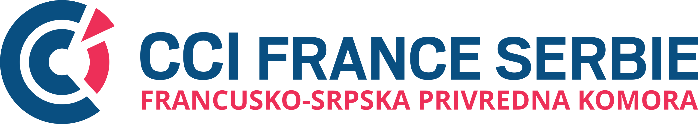 CCI FRANCE SERBIE
FRANCUSKO-SRPSKA PRIVREDNA KOMORA